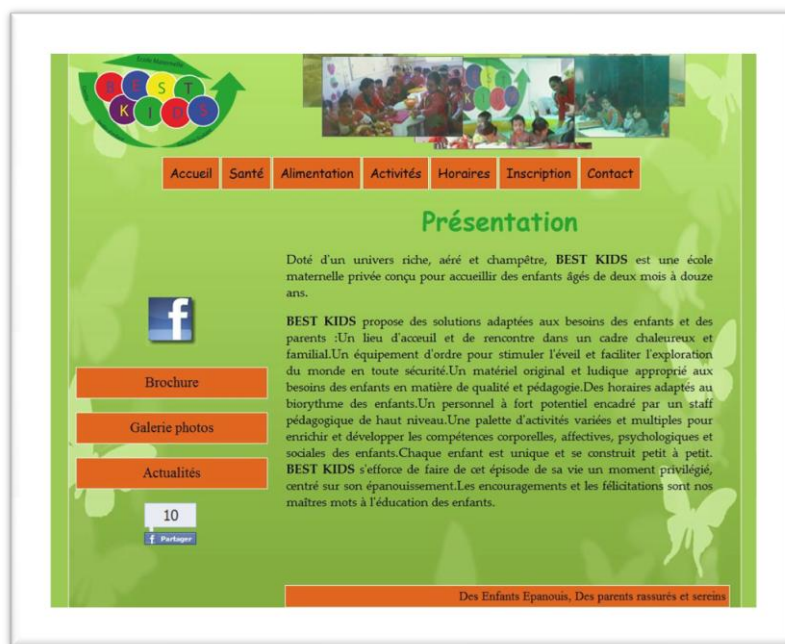 Ecole Maternelle
BEST
KIDS
BEST
KIDS
Accueil Santé Alimentation Activités Horaires Inscription Contact
Présentation
Doté d'un univers riche, aéré et champêtre, BEST KIDS est une école
maternelle privée conçu pour accueillir des enfants âgés de deux mois à douze
ans.
BEST KIDS propose des solutions adaptées aux besoins des enfants et des
parents :Un lieu d'acceuil et de rencontre dans un cadre chaleureux et
familial.Un équipement d'ordre pour stimuler l'éveil et faciliter l'exploration
du monde en toute sécurité.Un matériel original et ludique approprié aux
besoins des enfants en matière de qualité et pédagogie.Des horaires adaptés au
biorythme des enfants.Un personnel à fort potentiel encadré par un staff
pédagogique de haut niveau.Une palette d'activités variées et multiples pour
enrichir et développer les compétences corporelles, affectives, psychologiques et
sociales des enfants.Chaque enfant est unique et se construit petit à petit.
BEST KIDS s'efforce de faire de cet épisode de sa vie un moment privilégié,
centré sur son épanouissement.Les encouragements et les félicitations sont nos
maîtres mots à l'éducation des enfants.
f
Brochure
Galerie photos
Actualités
10
f Partager
Des Enfants Epanouis, Des parents rassurés et sereins